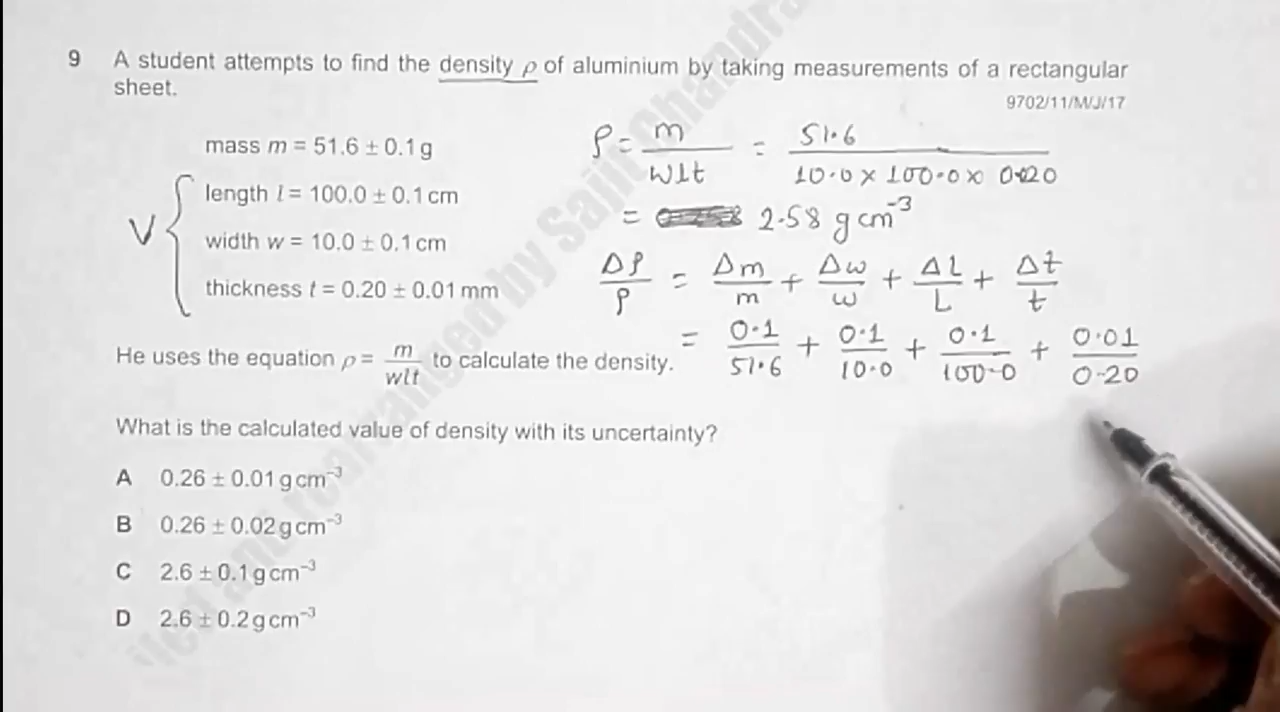 9 A student attempts to find the density ρ of aluminium by taking measurements of a rectangular
sheet.
9702/11/M/J/17
mass m = 51.6 ± 0.1 g
length l = 100.0 ± 0.1 cm
width w = 10.0 ± 0.1 cm
thickness t = 0.20 ± 0.01 mm
V
ρ = m / wlt = 51.6 / 10.0 × 100.0 × 0.020
= 2.58 g cm⁻³
Δρ/ρ = Δm/m + Δw/w + ΔL/L + Δt/t
= 0.1/51.6 + 0.1/10.0 + 0.1/100.0 + 0.01/0.20
He uses the equation ρ = m/wlt to calculate the density.
What is the calculated value of density with its uncertainty?
A 0.26 ± 0.01 g cm⁻³
B 0.26 ± 0.02 g cm⁻³
C 2.6 ± 0.1 g cm⁻³
D 2.6 ± 0.2 g cm⁻³
and rearranged by Sajit Chandra